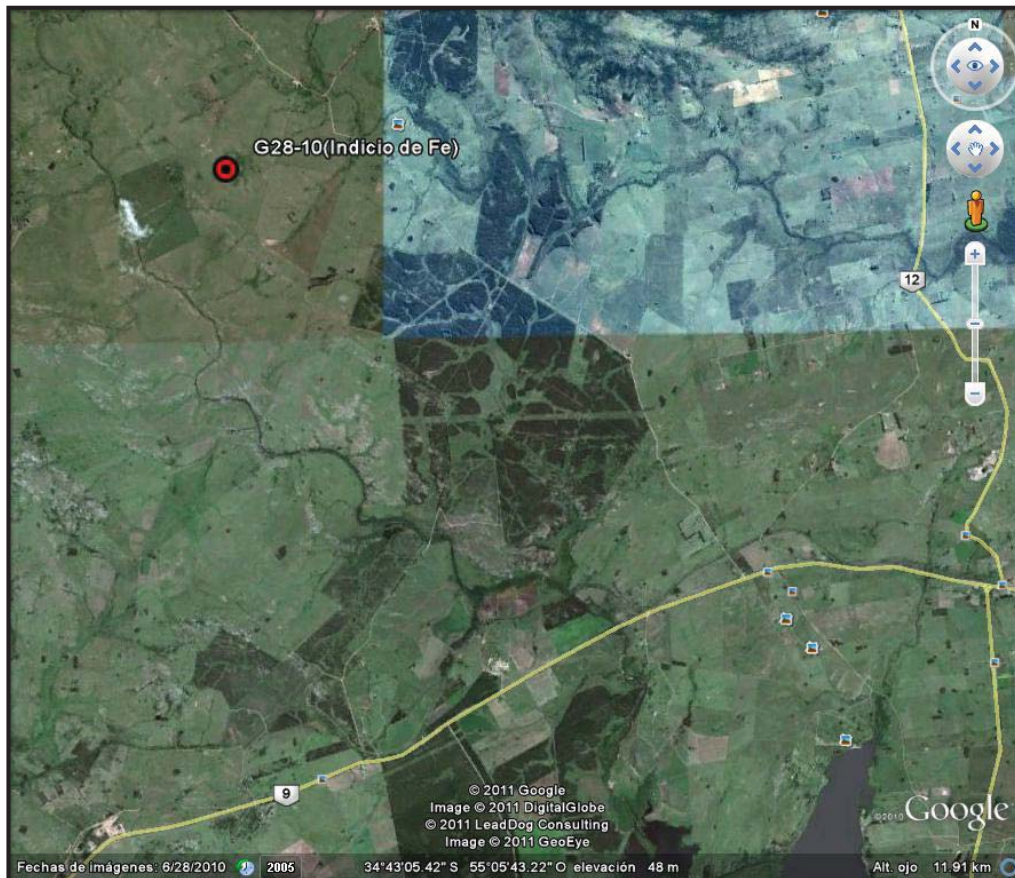 N
G28-10(Indicio de Fe)
12
9
© 2011 Google
Image © 2011 DigitalGlobe
© 2011 LeadDog Consulting
Image © 2011 GeoEye
©2010 Google
Fechas de imágenes: 6/28/2010 2005 34°43'05.42" S 55°05'43.22" O elevación 48 m Alt. ojo 11.91 km